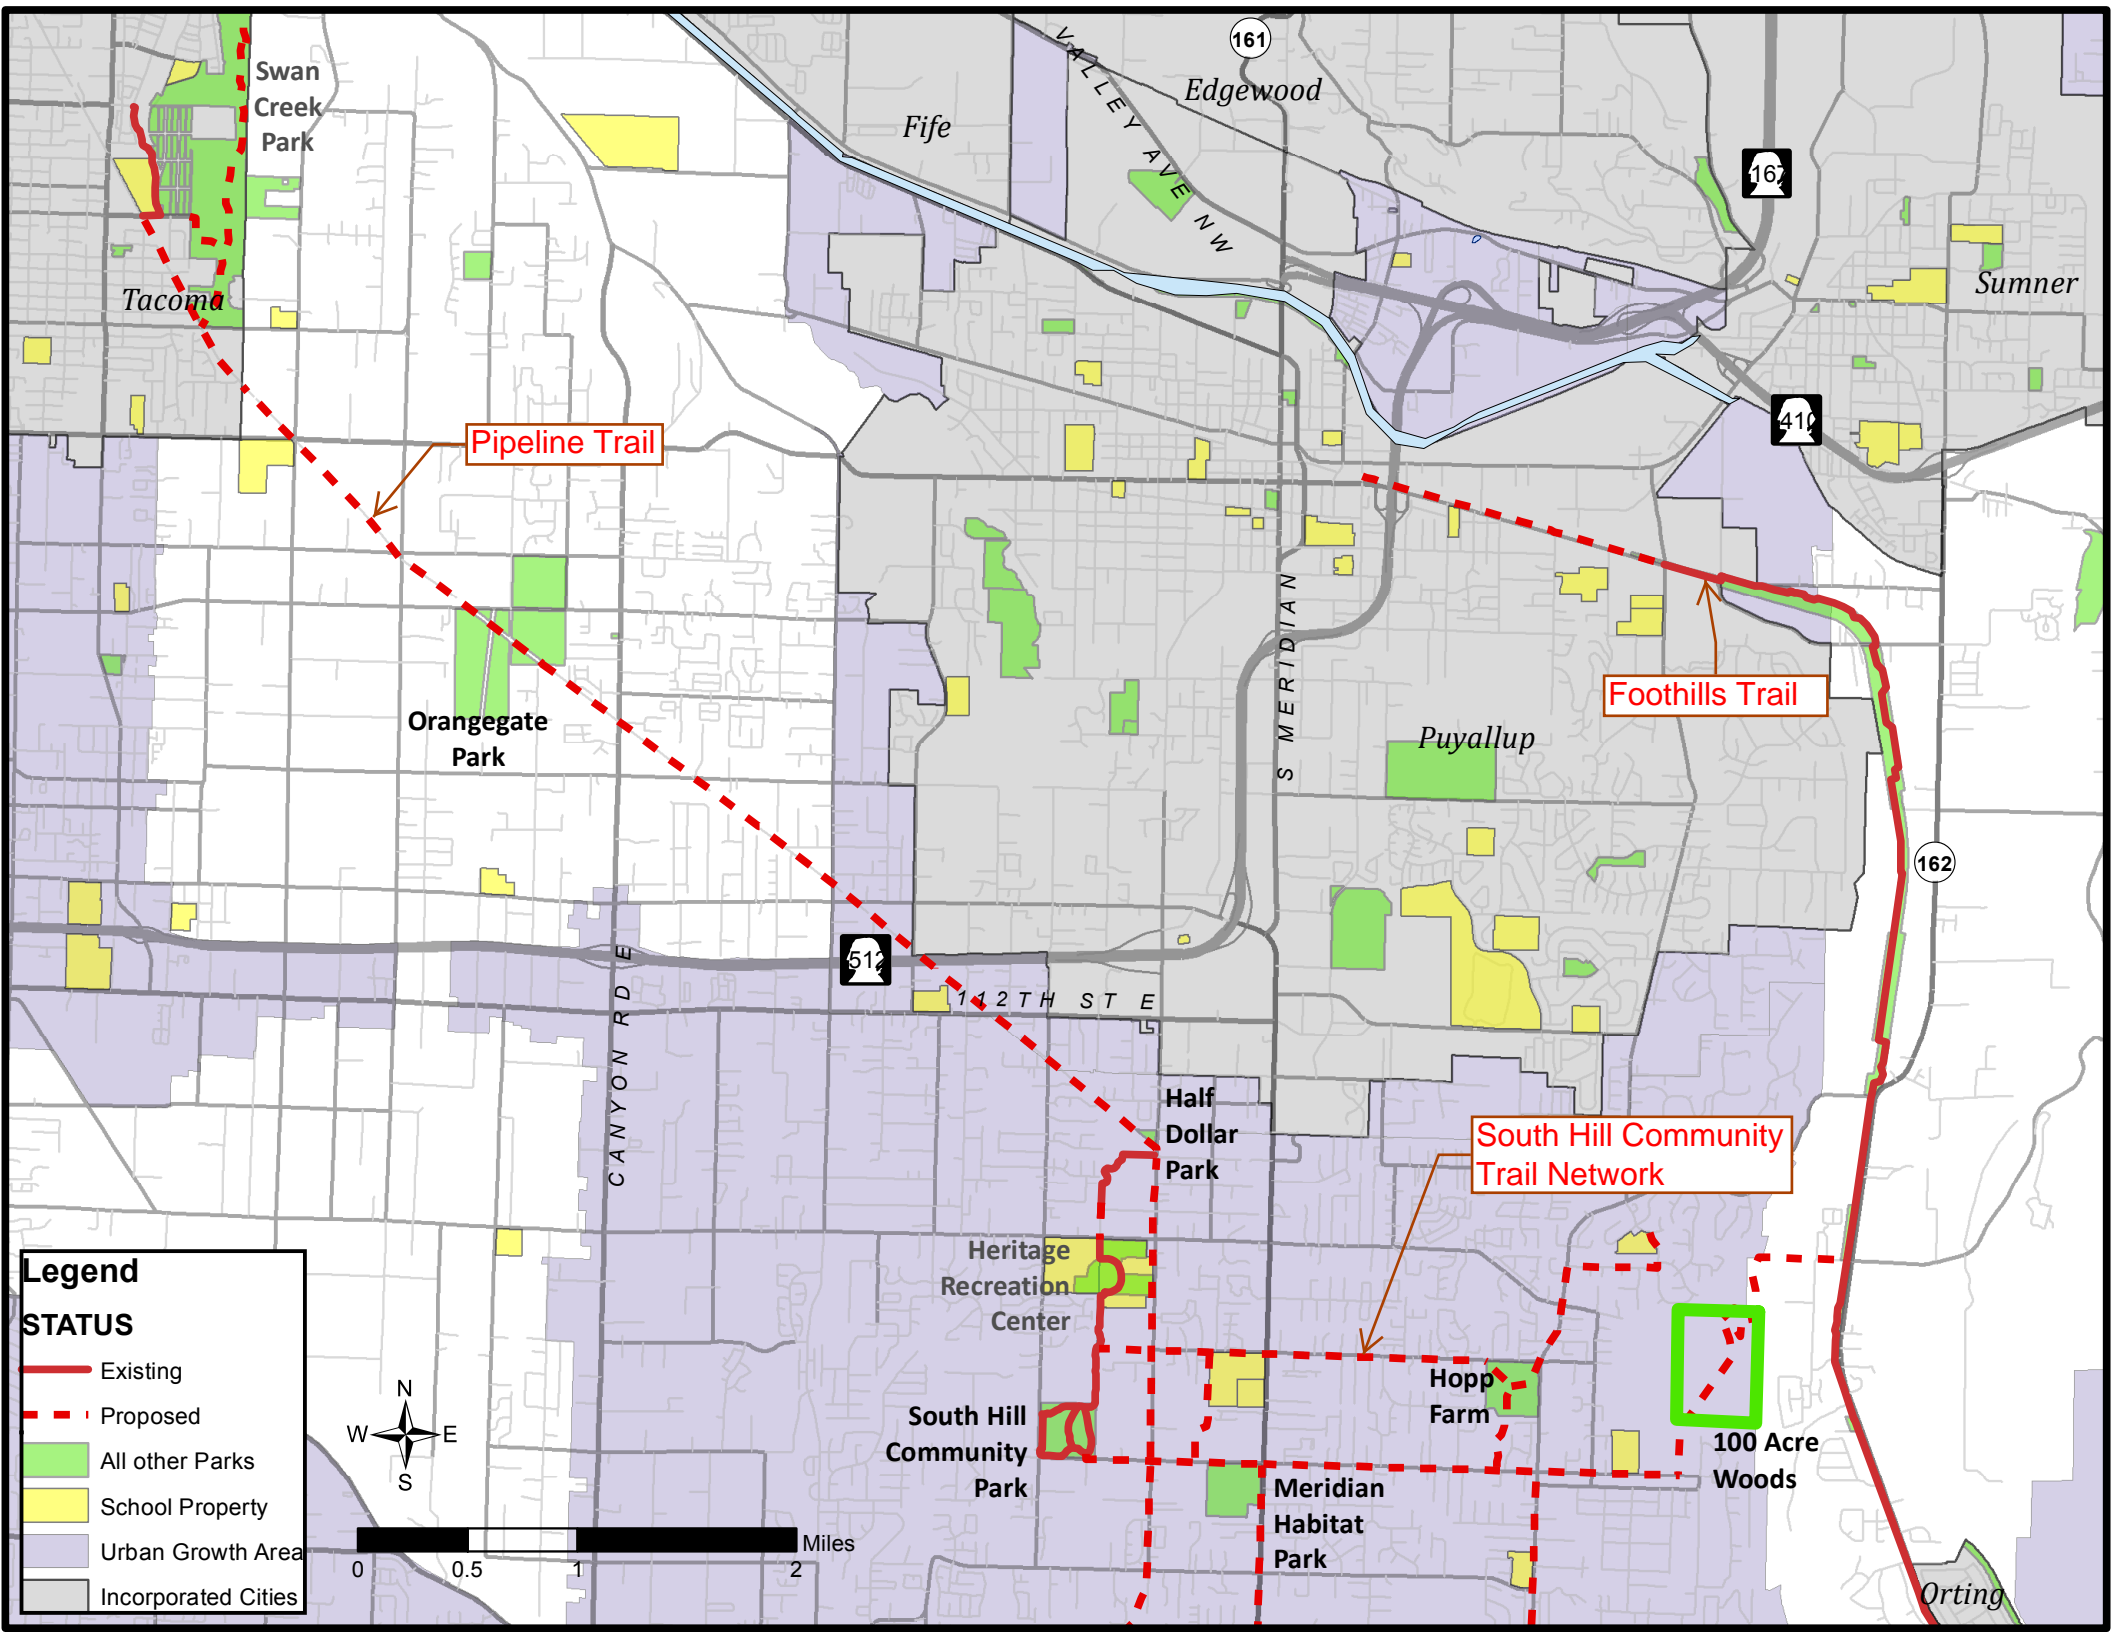 161
Swan
Creek
Park
VALLEY AVE NW
Edgewood
Fife
167
Sumner
Tacoma
410
Pipeline Trail
S MERIDIAN
Foothills Trail
Orangegate
Park
Puyallup
162
512
CANYON RD E
112TH ST E
Half
Dollar
Park
South Hill Community
Trail Network
Heritage
Recreation
Center
Hopp
Farm
South Hill
Community
Park
100 Acre
Woods
Meridian
Habitat
Park
Orting
Legend
STATUS
Existing
Proposed
All other Parks
School Property
Urban Growth Area
Incorporated Cities
N
W E
S
Miles
0 0.5 1 2